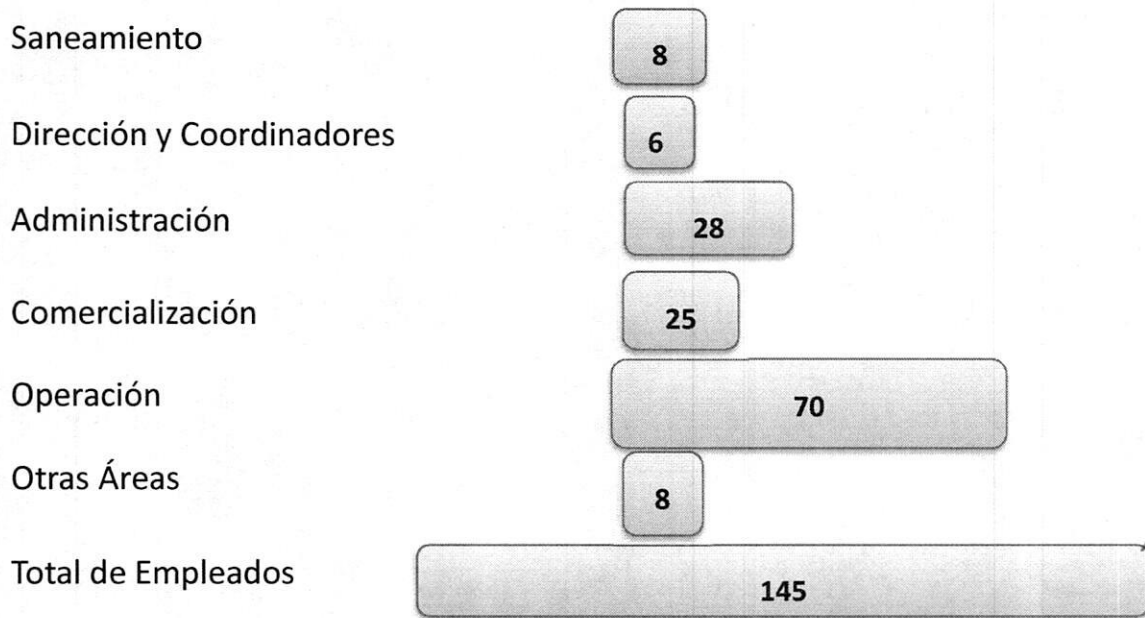 Saneamiento 8
Dirección y Coordinadores 6
Administración 28
Comercialización 25
Operación 70
Otras Áreas 8
Total de Empleados 145